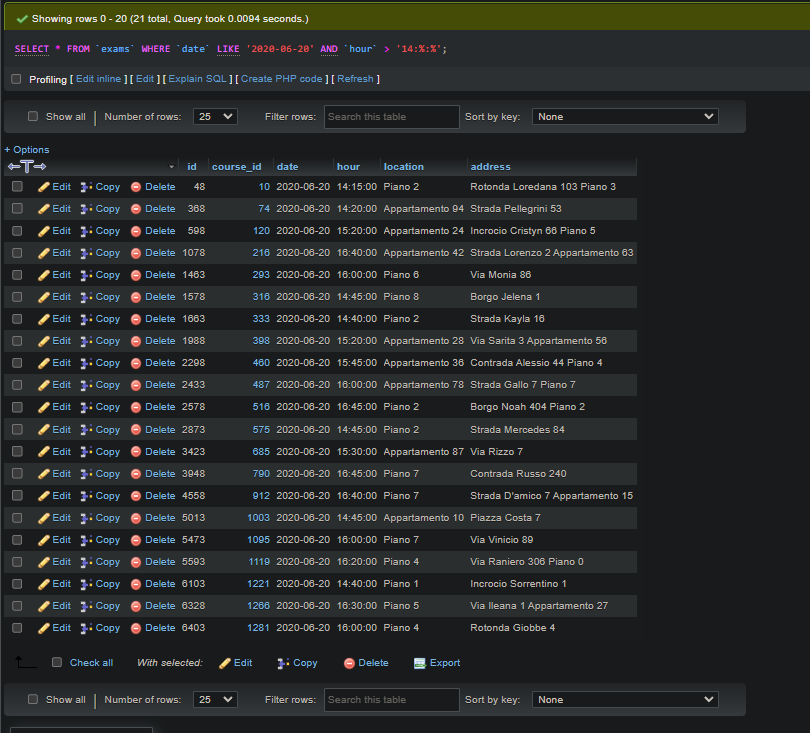 Showing rows 0 - 20 (21 total, Query took 0.0094 seconds.)
SELECT * FROM `exams` WHERE `date` LIKE '2020-06-20' AND `hour` > '14:%:%';
Profiling [ Edit inline ] [ Edit ] [ Explain SQL ] [ Create PHP code ] [ Refresh ]
Show all Number of rows: 25 Filter rows: Search this table Sort by key: None
+ Options
id course_id date hour location address
Edit Copy Delete 48 10 2020-06-20 14:15:00 Piano 2 Rotonda Loredana 103 Piano 3
Edit Copy Delete 368 74 2020-06-20 14:20:00 Appartamento 94 Strada Pellegrini 53
Edit Copy Delete 598 120 2020-06-20 15:20:00 Appartamento 24 Incrocio Cristyn 66 Piano 5
Edit Copy Delete 1078 216 2020-06-20 16:40:00 Appartamento 42 Strada Lorenzo 2 Appartamento 63
Edit Copy Delete 1463 293 2020-06-20 16:00:00 Piano 6 Via Monia 86
Edit Copy Delete 1578 316 2020-06-20 14:45:00 Piano 8 Borgo Jelena 1
Edit Copy Delete 1663 333 2020-06-20 14:40:00 Piano 2 Strada Kayla 16
Edit Copy Delete 1988 398 2020-06-20 15:20:00 Appartamento 28 Via Sarita 3 Appartamento 56
Edit Copy Delete 2298 460 2020-06-20 15:45:00 Appartamento 36 Contrada Alessio 44 Piano 4
Edit Copy Delete 2433 487 2020-06-20 16:00:00 Appartamento 78 Strada Gallo 7 Piano 7
Edit Copy Delete 2578 516 2020-06-20 16:45:00 Piano 2 Borgo Noah 404 Piano 2
Edit Copy Delete 2873 575 2020-06-20 14:45:00 Piano 2 Strada Mercedes 84
Edit Copy Delete 3423 685 2020-06-20 15:30:00 Appartamento 87 Via Rizzo 7
Edit Copy Delete 3948 790 2020-06-20 16:45:00 Piano 7 Contrada Russo 240
Edit Copy Delete 4558 912 2020-06-20 16:40:00 Piano 7 Strada D'amico 7 Appartamento 15
Edit Copy Delete 5013 1003 2020-06-20 14:45:00 Appartamento 10 Piazza Costa 7
Edit Copy Delete 5473 1095 2020-06-20 16:00:00 Piano 7 Via Vinicio 89
Edit Copy Delete 5593 1119 2020-06-20 16:20:00 Piano 4 Via Raniero 306 Piano 0
Edit Copy Delete 6103 1221 2020-06-20 14:40:00 Piano 1 Incrocio Sorrentino 1
Edit Copy Delete 6328 1266 2020-06-20 16:30:00 Piano 5 Via Ileana 1 Appartamento 27
Edit Copy Delete 6403 1281 2020-06-20 16:00:00 Piano 4 Rotonda Giobbe 4
Check all With selected: Edit Copy Delete Export
Show all Number of rows: 25 Filter rows: Search this table Sort by key: None